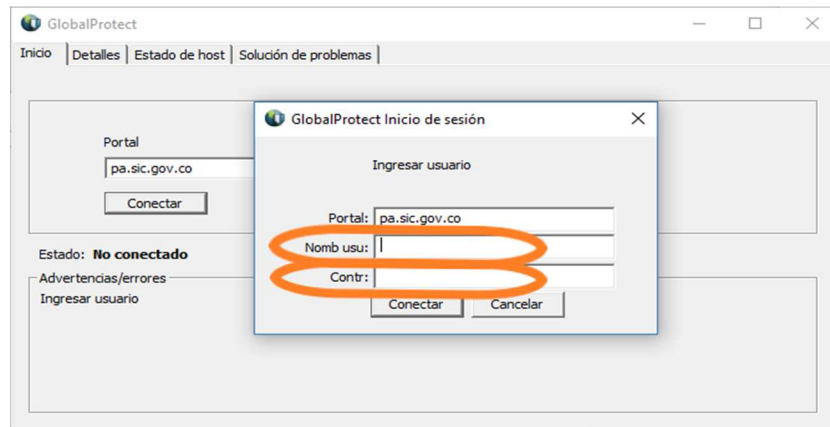 GlobalProtect
Inicio Detalles Estado de host Solución de problemas
Portal
pa.sic.gov.co
Conectar
Estado: No conectado
Advertencias/errores
Ingresar usuario
GlobalProtect Inicio de sesión
Ingresar usuario
Portal: pa.sic.gov.co
Nomb usu:
Contr:
Conectar Cancelar